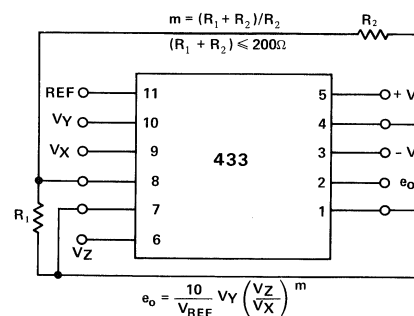 m = (R₁ + R₂)/R₂
(R₁ + R₂) ⩽ 200Ω
R₂
REF 11
VY 10
VX 9
8
R₁
7
VZ 6
433
5 + V
4
3 – V
2 eo
1
eo = 10/VREF VY (VZ/VX) m